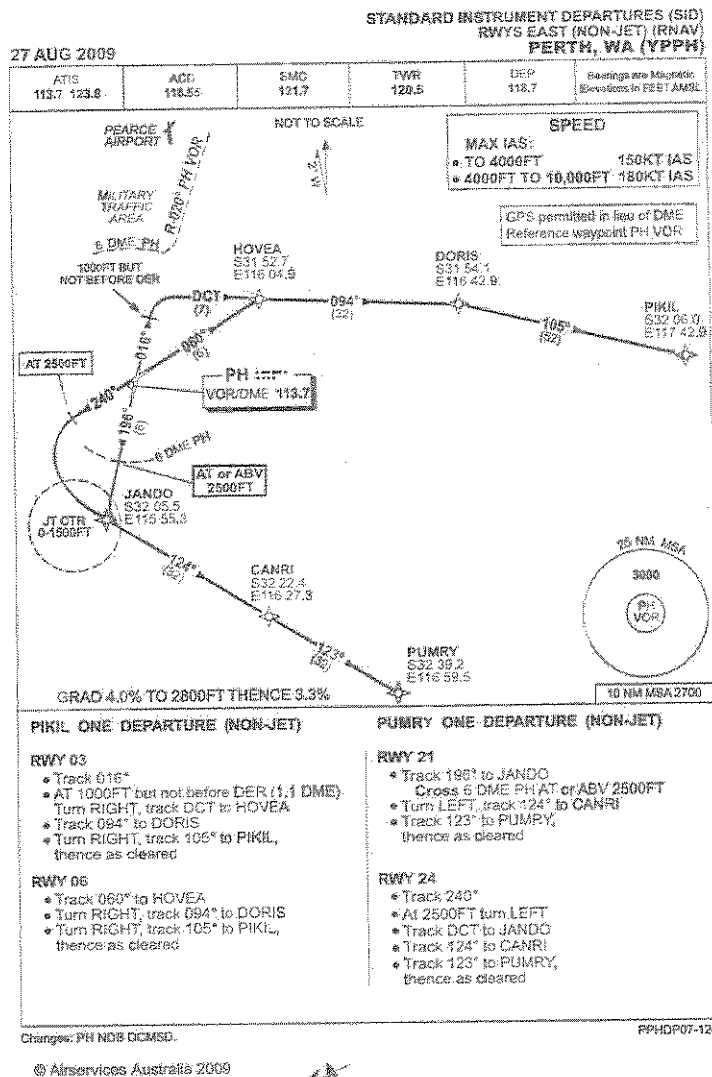 STANDARD INSTRUMENT DEPARTURES (SID)
RWYS EAST (NON-JET) (RNAV)
27 AUG 2009
PERTH, WA (YPPH)
ATIS
113.7 123.8
ACD
118.55
SMC
121.7
TWR
120.5
DEP
118.7
Bearings are Magnetic
Elevations in FEET AMSL
PEARCE
AIRPORT
NOT TO SCALE
2°W
SPEED
MAX IAS:
• TO 4000FT 150KT IAS
• 4000FT TO 10,000FT 180KT IAS
MILITARY
TRAFFIC
AREA
R-020° PH VOR
6 DME PH
GPS permitted in lieu of DME
Reference waypoint PH VOR
1000FT BUT
NOT BEFORE DER
HOVEA
S31 52.7
E116 04.9
DORIS
S31 54.1
E116 42.9
PIKIL
S32 06.0
E117 42.9
DCT
(7)
094°
(32)
105°
(52)
016°
060°
(6)
AT 2500FT
PH
VOR/DME 113.7
240°
196°
(6)
6 DME PH
AT or ABV
2500FT
JANDO
S32 05.5
E115 55.3
JT CTR
0-1500FT
124°
(32)
CANRI
S32 22.4
E116 27.3
123°
(32)
PUMRY
S32 39.2
E116 59.5
25 NM MSA
3000
PH
VOR
10 NM MSA 2700
GRAD 4.0% TO 2800FT THENCE 3.3%
PIKIL ONE DEPARTURE (NON-JET)
RWY 03
• Track 016°
• AT 1000FT but not before DER (1.1 DME)
Turn RIGHT, track DCT to HOVEA
• Track 094° to DORIS
• Turn RIGHT, track 105° to PIKIL,
thence as cleared
RWY 06
• Track 060° to HOVEA
• Turn RIGHT, track 094° to DORIS
• Turn RIGHT, track 105° to PIKIL,
thence as cleared
PUMRY ONE DEPARTURE (NON-JET)
RWY 21
• Track 196° to JANDO
Cross 6 DME PH AT or ABV 2500FT
• Turn LEFT, track 124° to CANRI
• Track 123° to PUMRY,
thence as cleared
RWY 24
• Track 240°
• At 2500FT turn LEFT
• Track DCT to JANDO
• Track 124° to CANRI
• Track 123° to PUMRY,
thence as cleared
Changes: PH NDB DCMSD.
PPHDP07-120
© Airservices Australia 2009